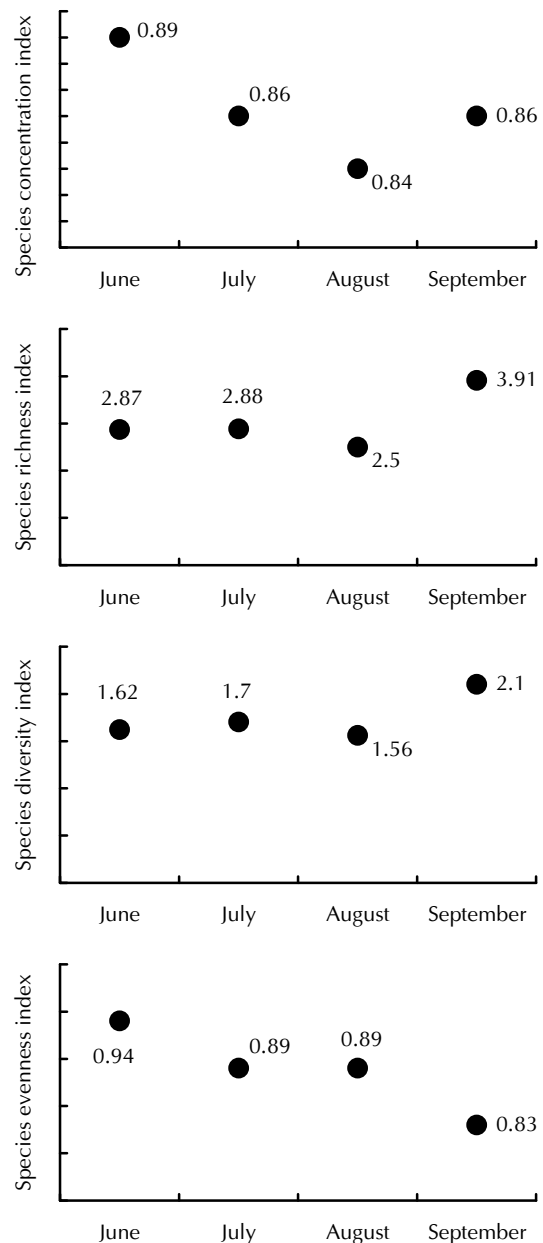 Species concentration index
0.89
0.86
0.84
0.86
June July August September
Species richness index
2.87
2.88
2.5
3.91
June July August September
Species diversity index
1.62
1.7
1.56
2.1
June July August September
Species evenness index
0.94
0.89
0.89
0.83
June July August September